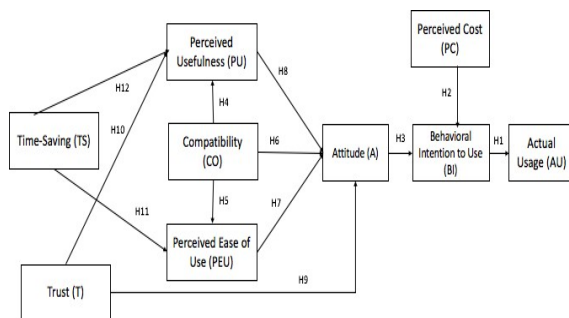 Perceived
Usefulness (PU)
Perceived Cost
(PC)
H12
H8
H10
H4
H2
Time-Saving (TS)
Compatibility
(CO)
H6
Attitude (A)
H3
Behavioral
Intention to Use
(BI)
H1
Actual
Usage (AU)
H5
H11
H7
Perceived Ease of
Use (PEU)
Trust (T)
H9